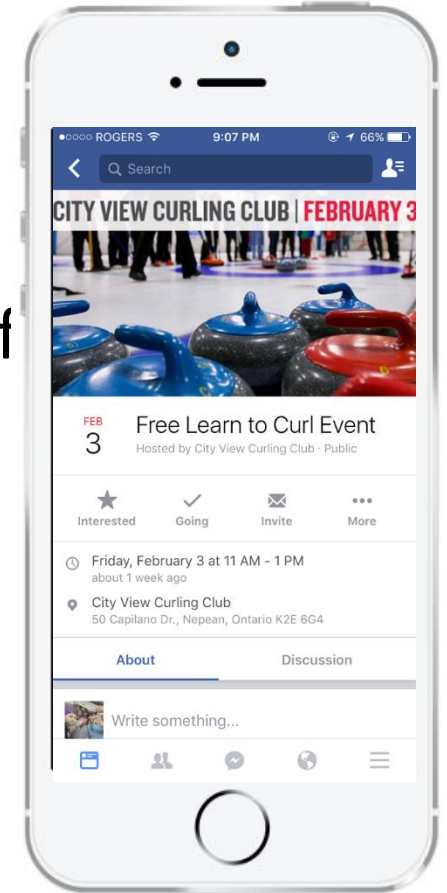 f
ROGERS 9:07 PM 66%
Search
CITY VIEW CURLING CLUB | FEBRUARY 3
FEB
3
Free Learn to Curl Event
Hosted by City View Curling Club · Public
Interested Going Invite More
Friday, February 3 at 11 AM - 1 PM
about 1 week ago
City View Curling Club
50 Capilano Dr., Nepean, Ontario K2E 6G4
About Discussion
Write something...